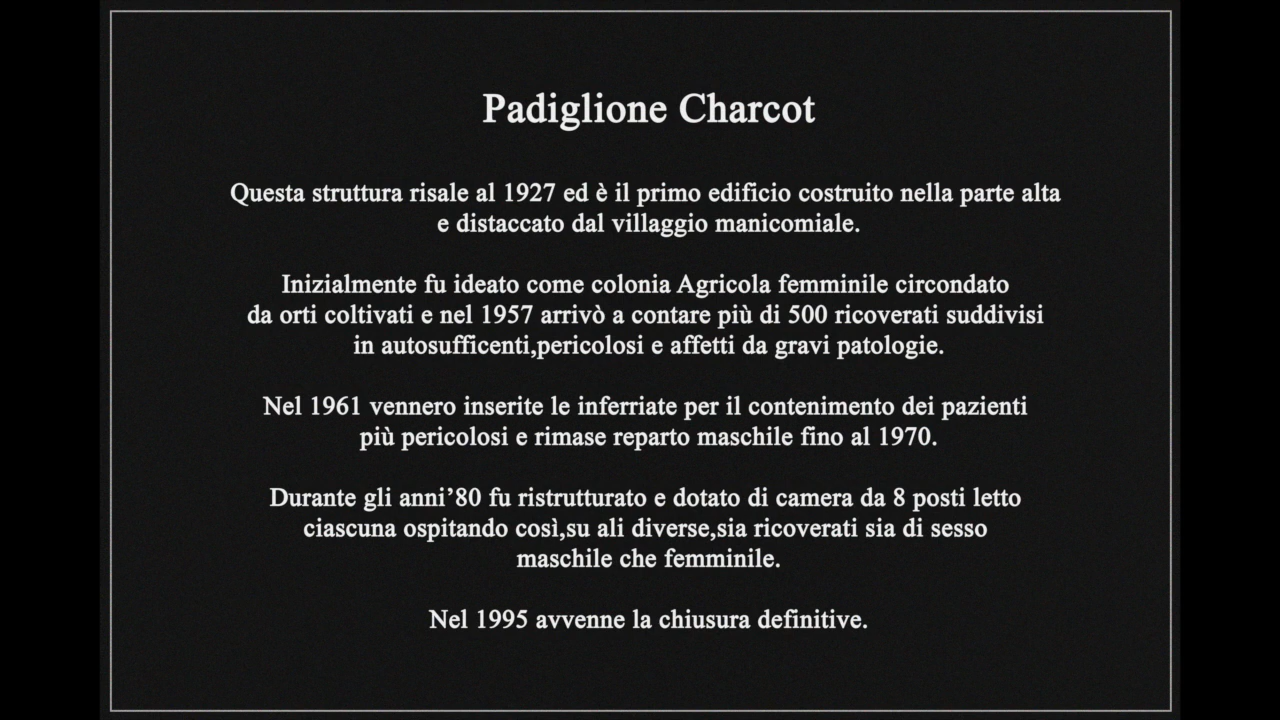 Padiglione Charcot
Questa struttura risale al 1927 ed è il primo edificio costruito nella parte alta
e distaccato dal villaggio manicomiale.
Inizialmente fu ideato come colonia Agricola femminile circondato
da orti coltivati e nel 1957 arrivò a contare più di 500 ricoverati suddivisi
in autosufficenti,pericolosi e affetti da gravi patologie.
Nel 1961 vennero inserite le inferriate per il contenimento dei pazienti
più pericolosi e rimase reparto maschile fino al 1970.
Durante gli anni’80 fu ristrutturato e dotato di camera da 8 posti letto
ciascuna ospitando così,su ali diverse,sia ricoverati sia di sesso
maschile che femminile.
Nel 1995 avvenne la chiusura definitive.